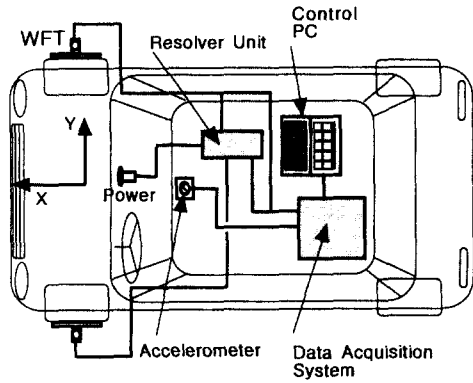 Control
PC
WFT
Resolver Unit
Y
X
Power
Accelerometer
Data Acquisition
System